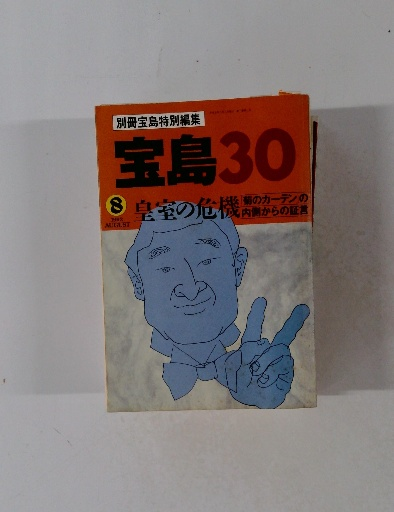 別冊宝島特別編集
宝島30
8
AUGUST
皇室の危機
「菊のカーテン」の
内側からの証言